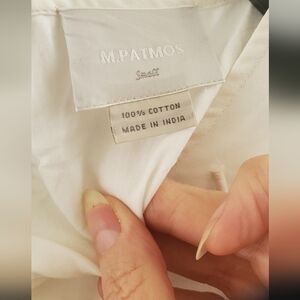 M.PATMOS
Small
100% COTTON
MADE IN INDIA